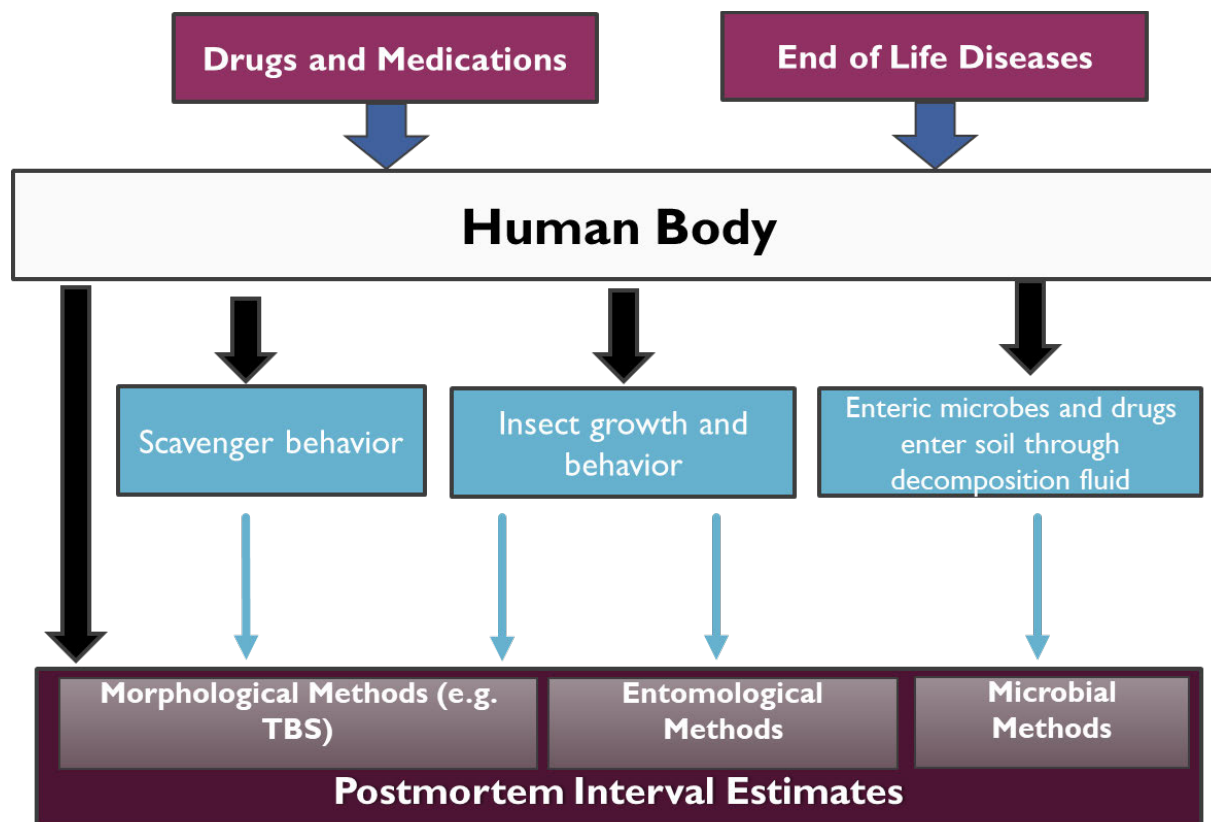 Drugs and Medications
End of Life Diseases
Human Body
Scavenger behavior
Insect growth and
behavior
Enteric microbes and drugs
enter soil through
decomposition fluid
Morphological Methods (e.g.
TBS)
Entomological
Methods
Microbial
Methods
Postmortem Interval Estimates